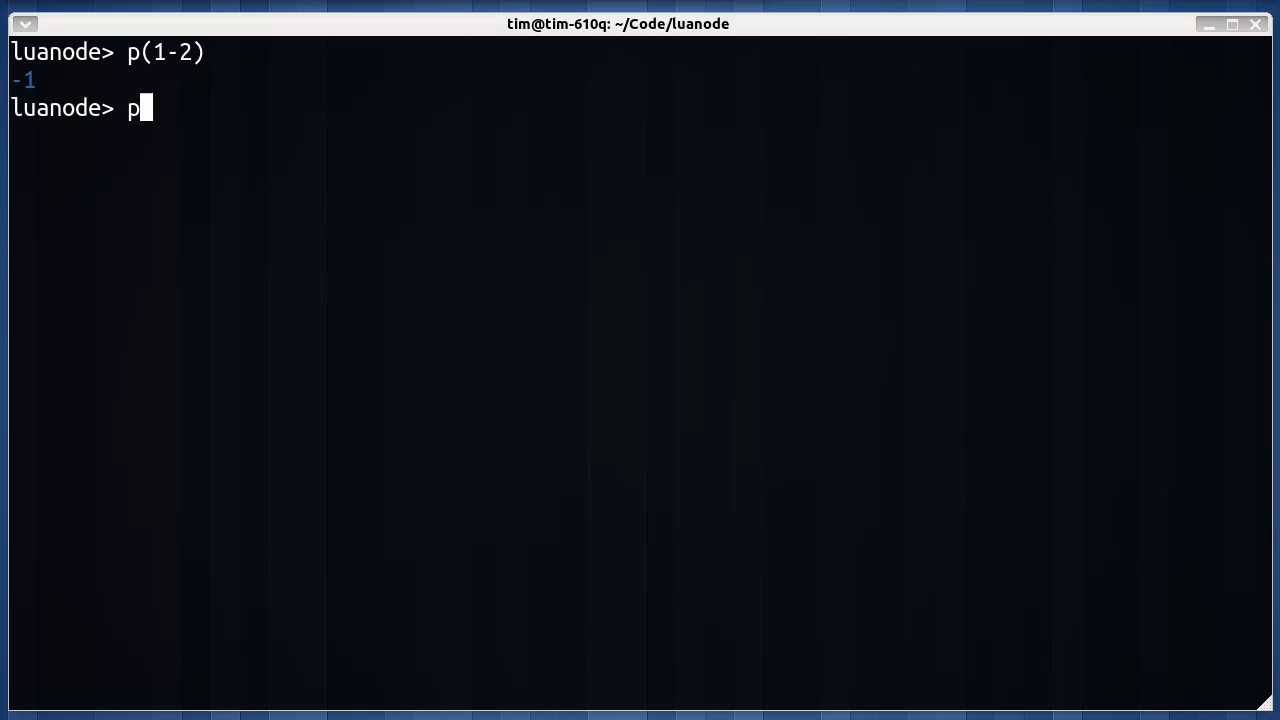 tim@tim-610q: ~/Code/luanode
luanode> p(1-2)
-1
luanode> p